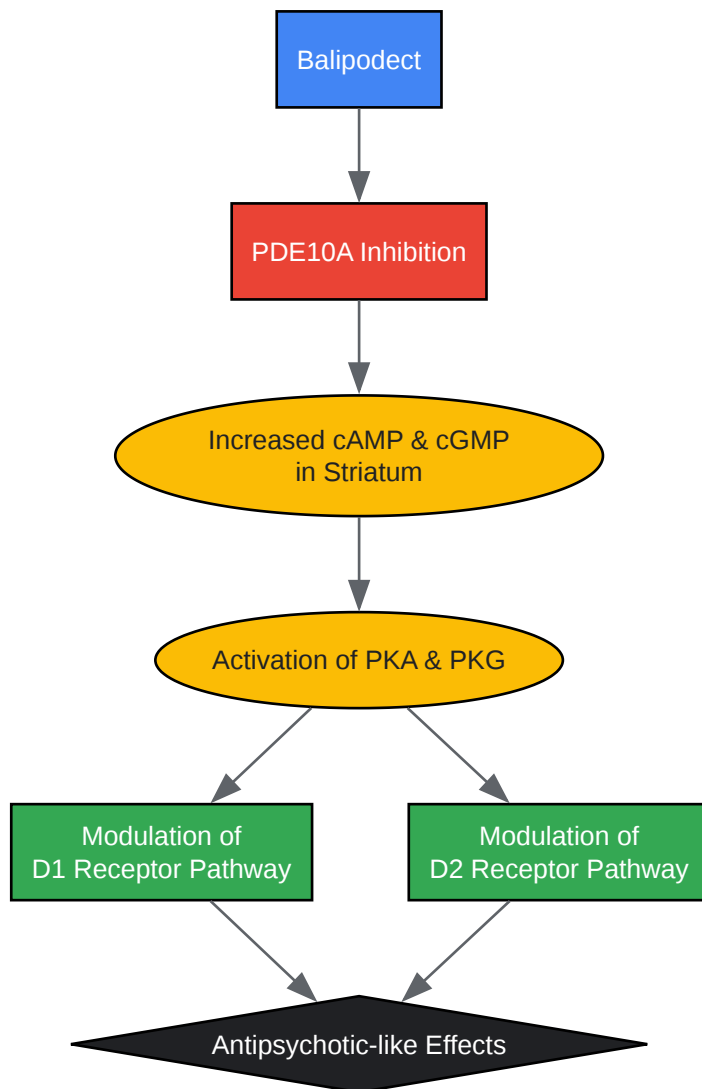 Balipodect
PDE10A Inhibition
Increased cAMP & cGMP
in Striatum
Activation of PKA & PKG
Modulation of
D1 Receptor Pathway
Modulation of
D2 Receptor Pathway
Antipsychotic-like Effects